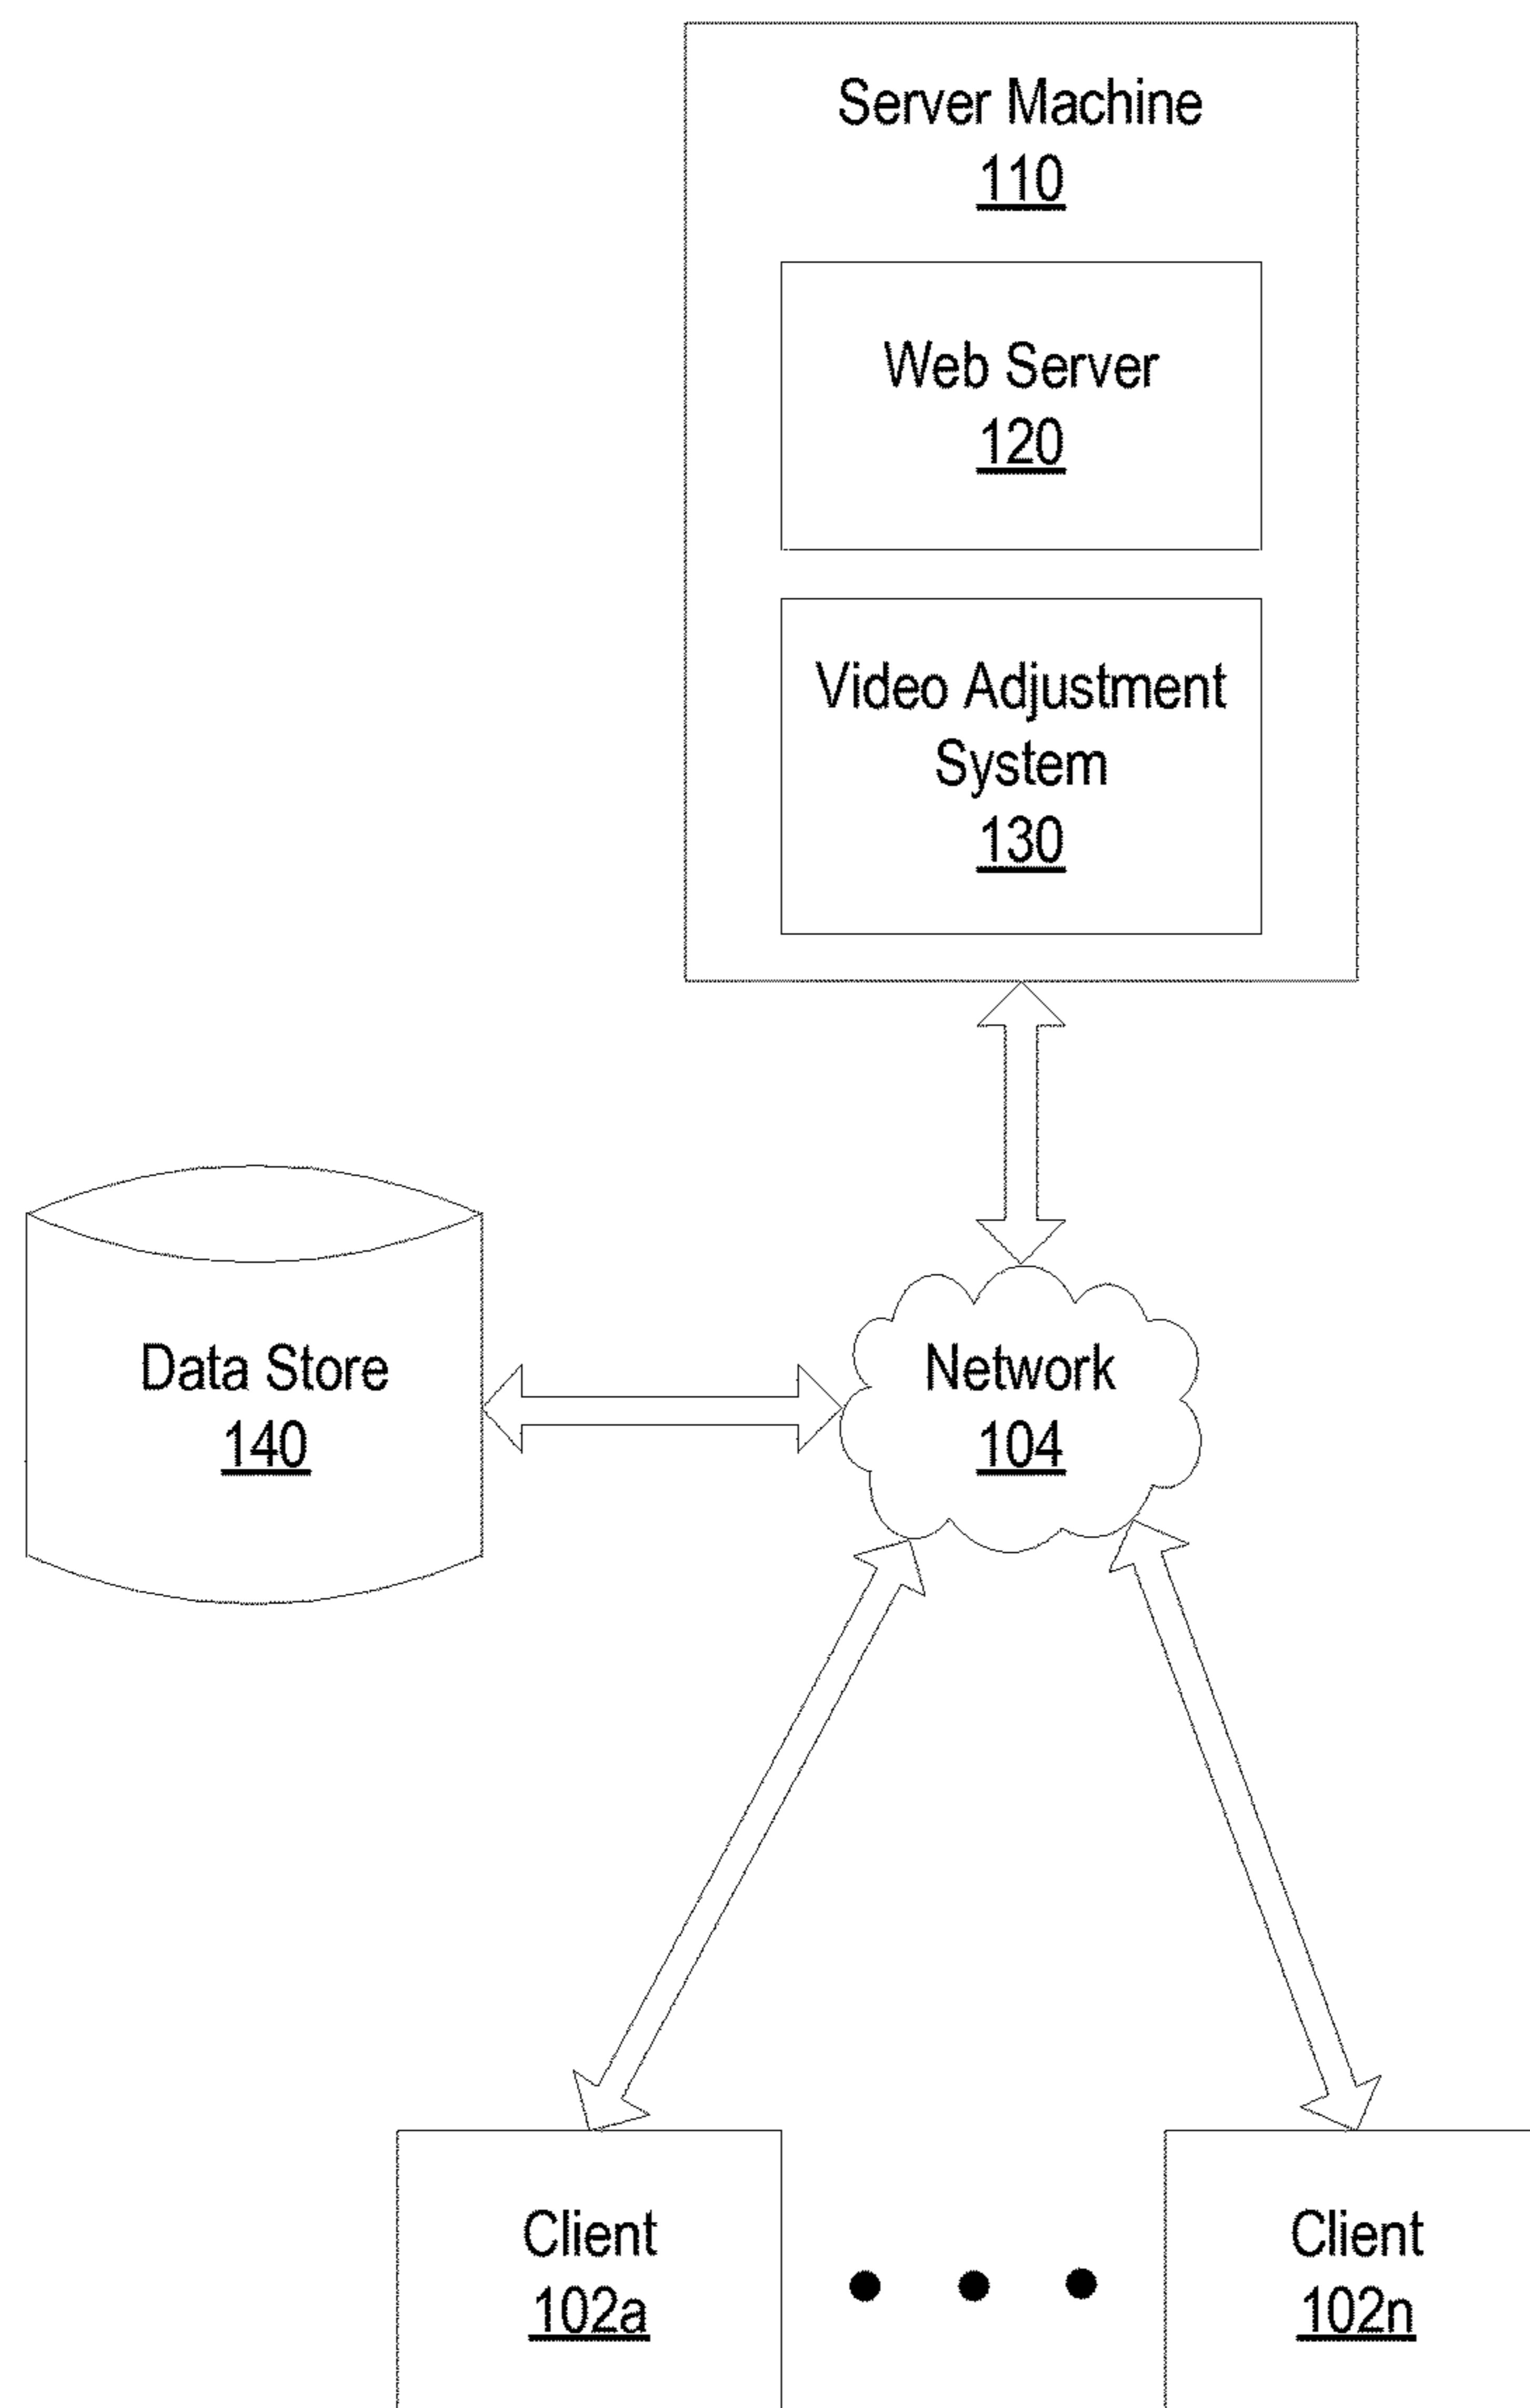 Server Machine
110
Web Server
120
Video Adjustment
System
130
Data Store
140
Network
104
Client
102a
Client
102n